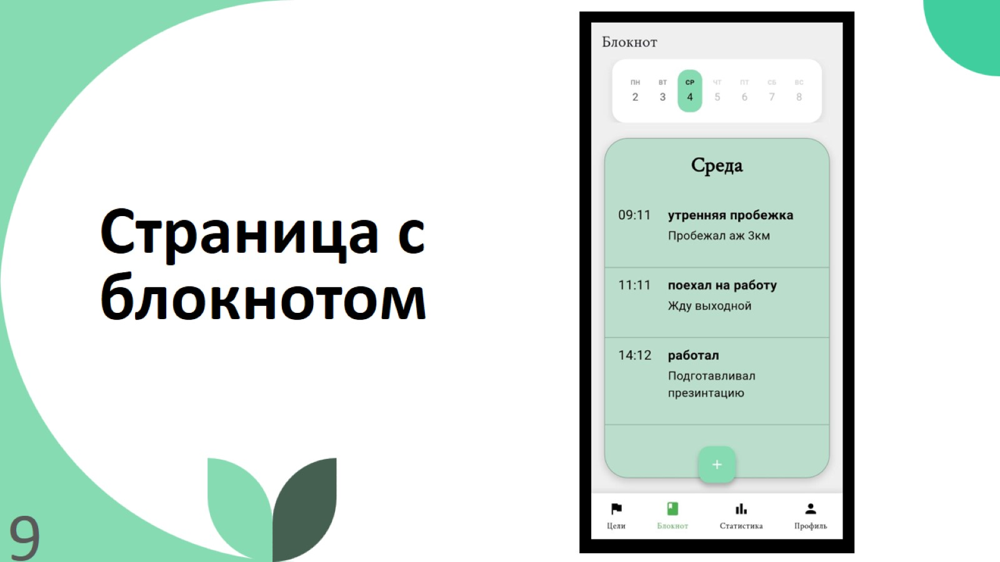 Страница с
блокнотом
9
Блокнот
ПН ВТ СР ЧТ ПТ СБ ВС
2 3 4 5 6 7 8
Среда
09:11 утренняя пробежка
Пробежал аж 3км
11:11 поехал на работу
Жду выходной
14:12 работал
Подготавливал
презинтацию
+
Цели Блокнот Статистика Профиль